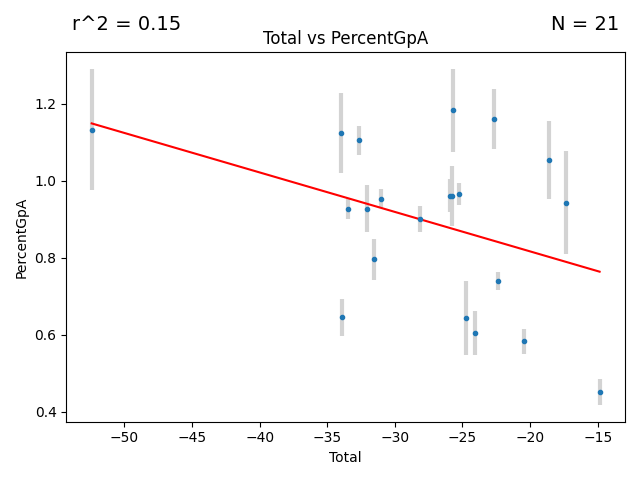 r^2 = 0.15
N = 21
Total vs PercentGpA
PercentGpA
1.2
1.0
0.8
0.6
0.4
−50
−45
−40
−35
−30
−25
−20
−15
Total